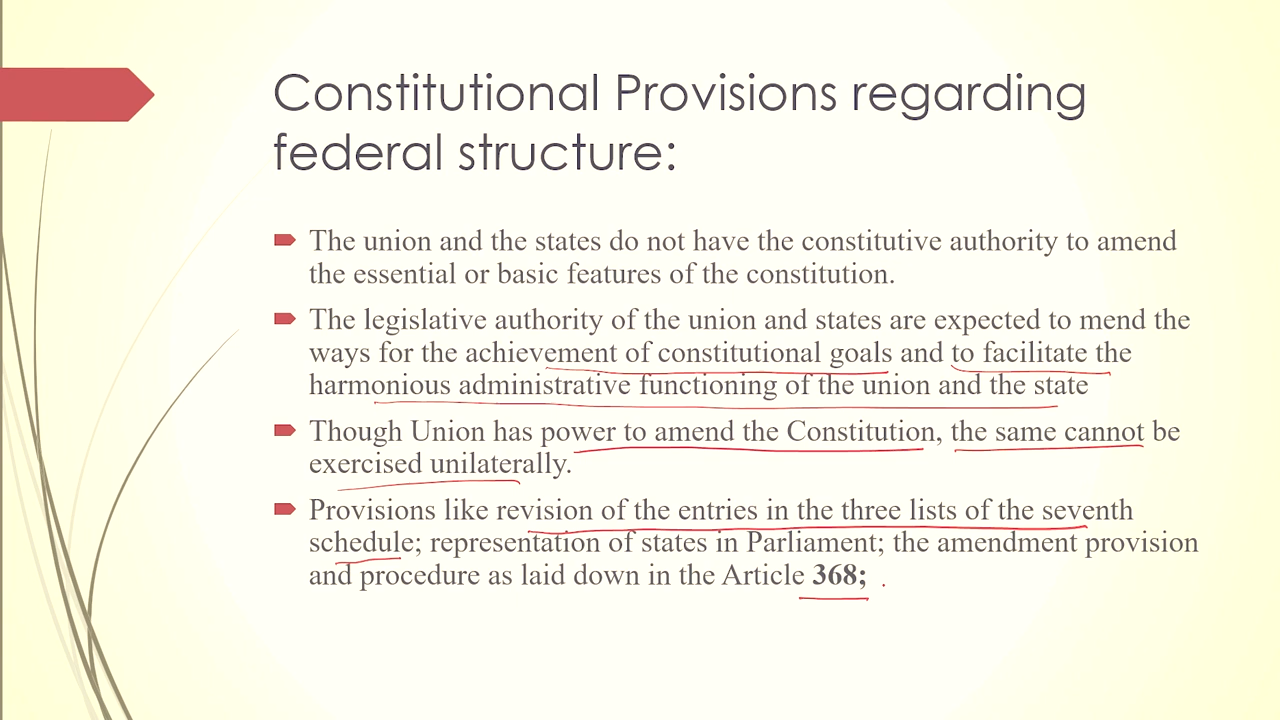 Constitutional Provisions regarding
federal structure:
The union and the states do not have the constitutive authority to amend
the essential or basic features of the constitution.
The legislative authority of the union and states are expected to mend the
ways for the achievement of constitutional goals and to facilitate the
harmonious administrative functioning of the union and the state
Though Union has power to amend the Constitution, the same cannot be
exercised unilaterally.
Provisions like revision of the entries in the three lists of the seventh
schedule; representation of states in Parliament; the amendment provision
and procedure as laid down in the Article 368;